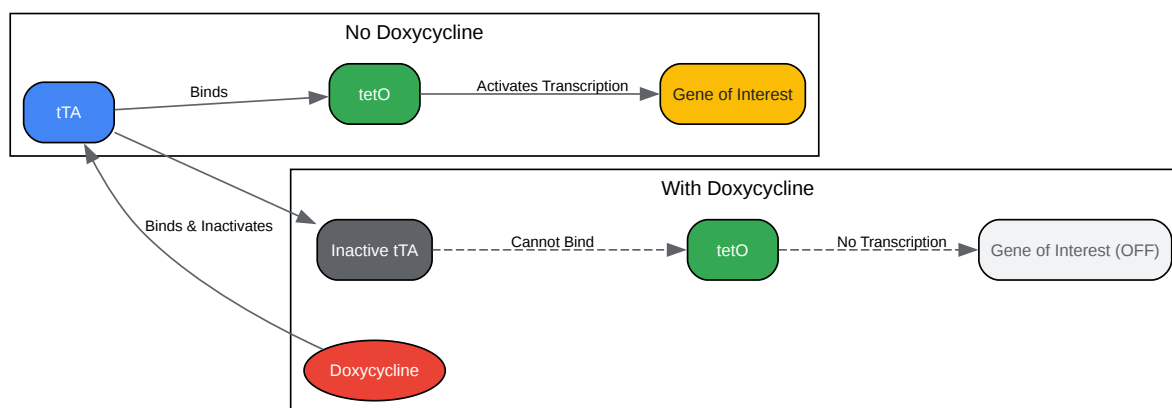 No Doxycycline
tTA
Binds
tetO
Activates Transcription
Gene of Interest
With Doxycycline
Binds & Inactivates
Inactive tTA
Cannot Bind
tetO
No Transcription
Gene of Interest (OFF)
Doxycycline